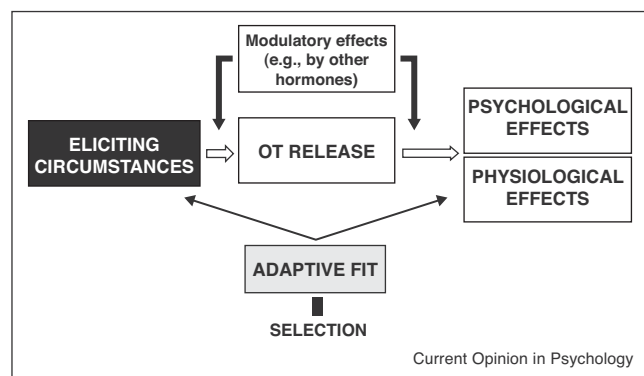 Modulatory effects
(e.g., by other
hormones)
ELICITING
CIRCUMSTANCES
OT RELEASE
PSYCHOLOGICAL
EFFECTS
PHYSIOLOGICAL
EFFECTS
ADAPTIVE FIT
SELECTION
Current Opinion in Psychology